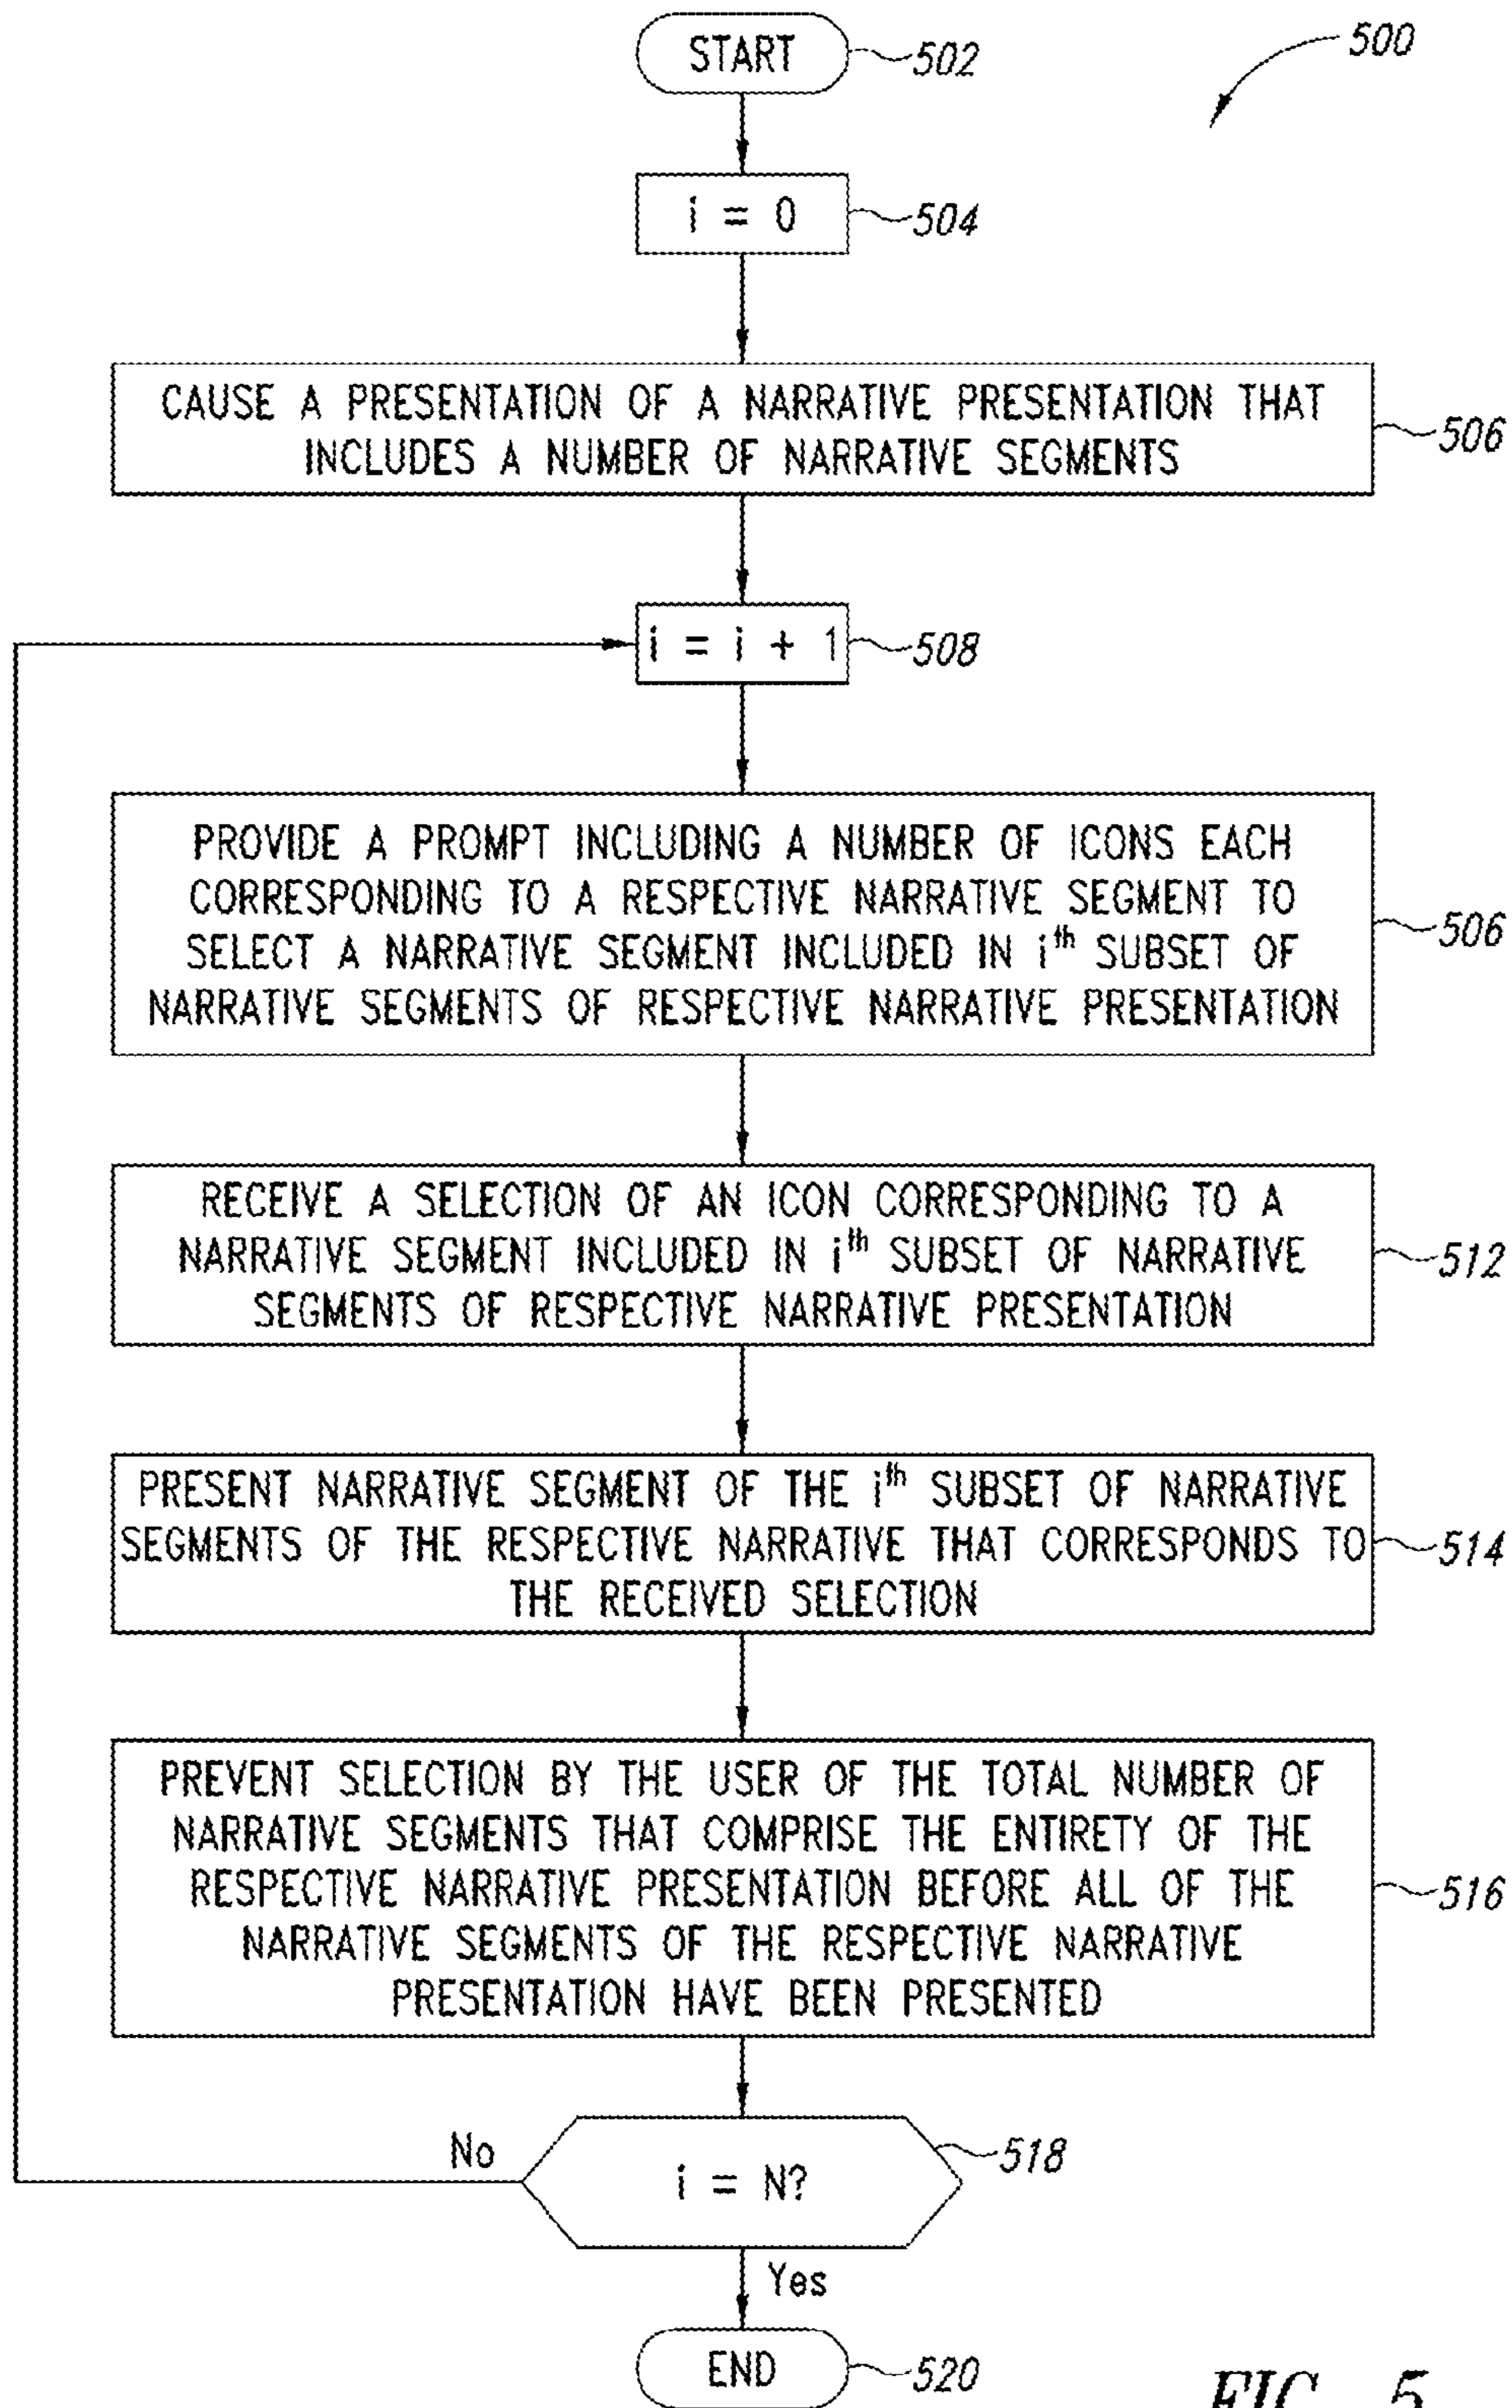 START
502
500
i = 0
504
CAUSE A PRESENTATION OF A NARRATIVE PRESENTATION THAT
INCLUDES A NUMBER OF NARRATIVE SEGMENTS
506
i = i + 1
508
PROVIDE A PROMPT INCLUDING A NUMBER OF ICONS EACH
CORRESPONDING TO A RESPECTIVE NARRATIVE SEGMENT TO
SELECT A NARRATIVE SEGMENT INCLUDED IN ith SUBSET OF
NARRATIVE SEGMENTS OF RESPECTIVE NARRATIVE PRESENTATION
506
RECEIVE A SELECTION OF AN ICON CORRESPONDING TO A
NARRATIVE SEGMENT INCLUDED IN ith SUBSET OF NARRATIVE
SEGMENTS OF RESPECTIVE NARRATIVE PRESENTATION
512
PRESENT NARRATIVE SEGMENT OF THE ith SUBSET OF NARRATIVE
SEGMENTS OF THE RESPECTIVE NARRATIVE THAT CORRESPONDS TO
THE RECEIVED SELECTION
514
PREVENT SELECTION BY THE USER OF THE TOTAL NUMBER OF
NARRATIVE SEGMENTS THAT COMPRISE THE ENTIRETY OF THE
RESPECTIVE NARRATIVE PRESENTATION BEFORE ALL OF THE
NARRATIVE SEGMENTS OF THE RESPECTIVE NARRATIVE
PRESENTATION HAVE BEEN PRESENTED
516
No
i = N?
518
Yes
END
520
FIG. 5